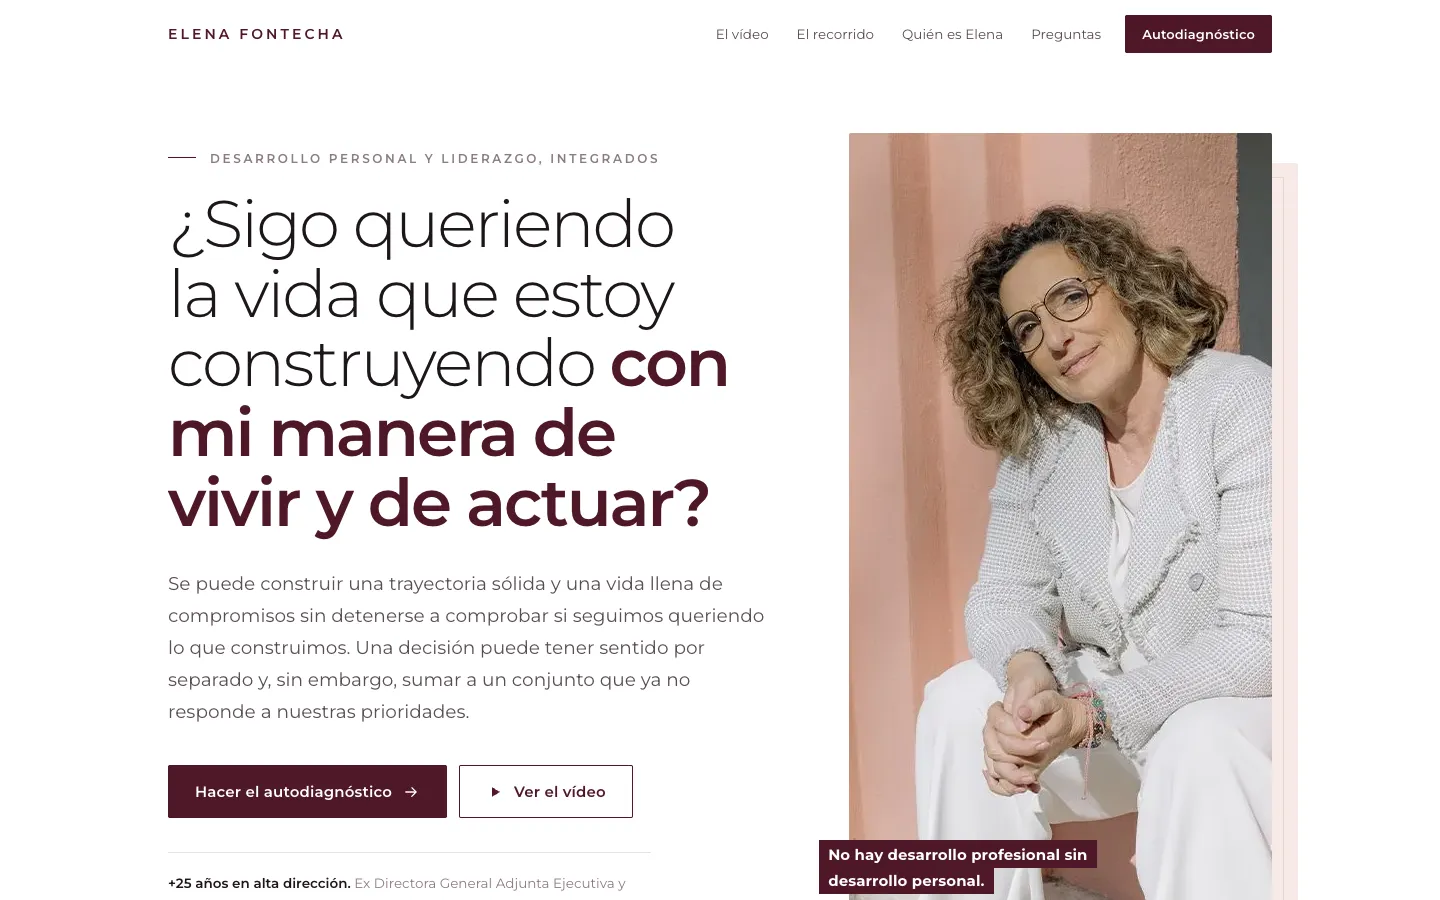 ELENA FONTECHA
El vídeo
El recorrido
Quién es Elena
Preguntas
Autodiagnóstico
DESARROLLO PERSONAL Y LIDERAZGO, INTEGRADOS
¿Sigo queriendo
la vida que estoy
construyendo con
mi manera de
vivir y de actuar?
Se puede construir una trayectoria sólida y una vida llena de
compromisos sin detenerse a comprobar si seguimos queriendo
lo que construimos. Una decisión puede tener sentido por
separado y, sin embargo, sumar a un conjunto que ya no
responde a nuestras prioridades.
Hacer el autodiagnóstico →
Ver el vídeo
+25 años en alta dirección. Ex Directora General Adjunta Ejecutiva y
No hay desarrollo profesional sin
desarrollo personal.